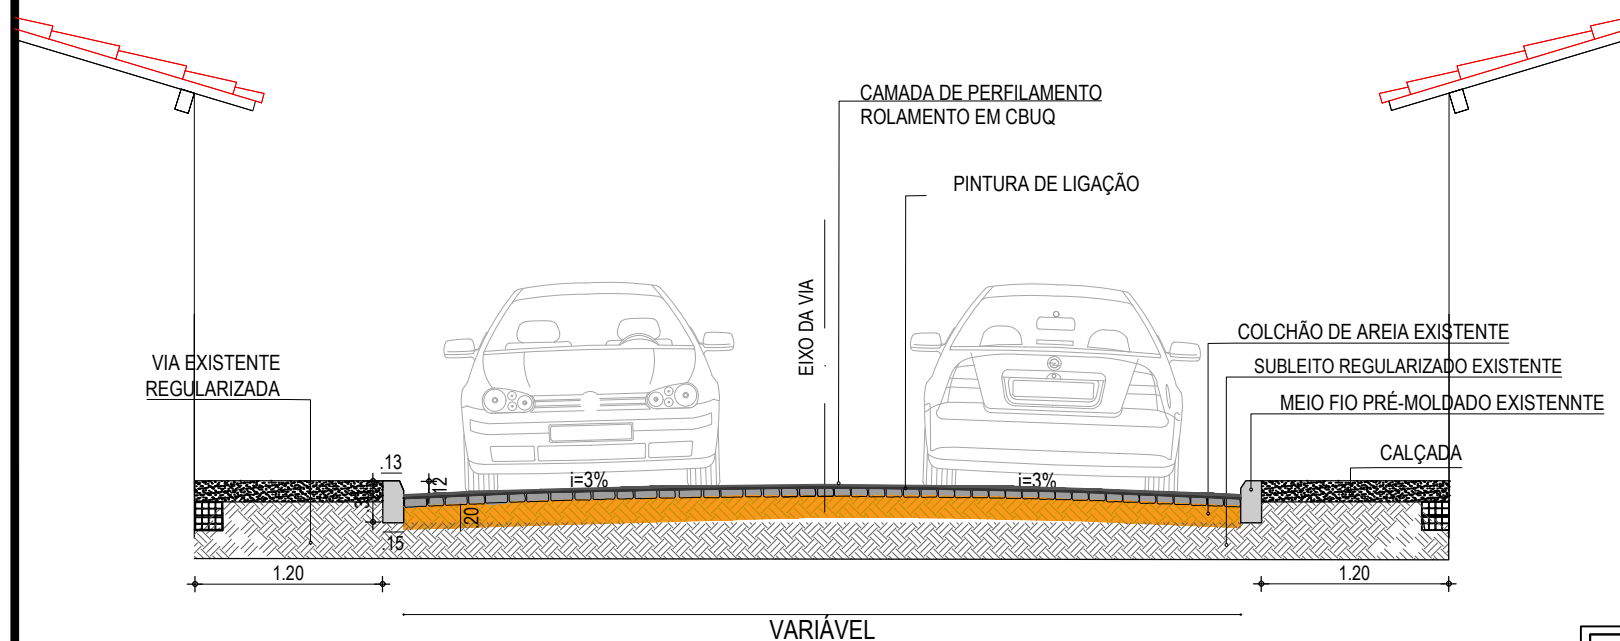 CAMADA DE PERFILAMENTO
ROLAMENTO EM CBUQ
PINTURA DE LIGAÇÃO
EIXO DA VIA
COLCHÃO DE AREIA EXISTENTE
VIA EXISTENTE
REGULARIZADA
SUBLEITO REGULARIZADO EXISTENTE
MEIO FIO PRÉ-MOLDADO EXISTENNTE
CALÇADA
.13
.12
i=3%
i=3%
.20
.15
1.20
1.20
VARIÁVEL